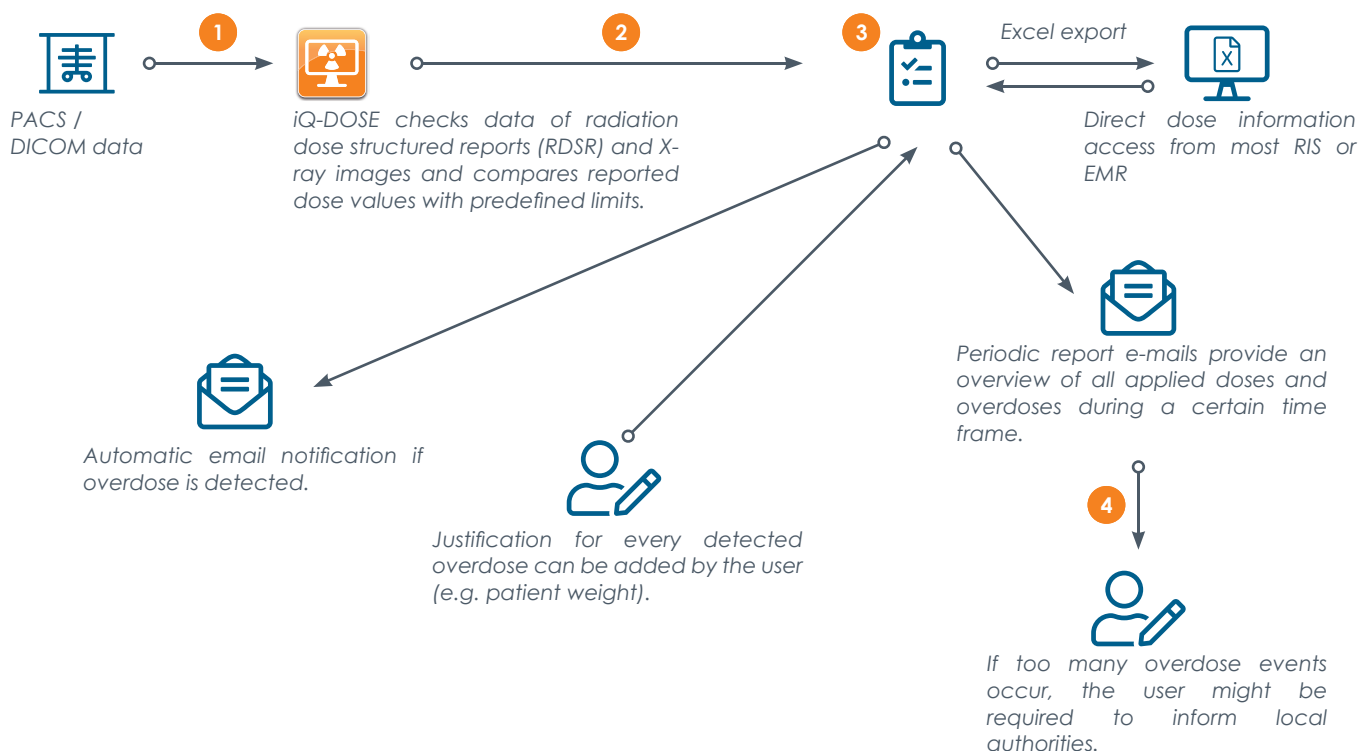 1
2
3
Excel export
X
PACS /
DICOM data
iQ-DOSE checks data of radiation
dose structured reports (RDSR) and X-
ray images and compares reported
dose values with predefined limits.
Direct dose information
access from most RIS or
EMR
Periodic report e-mails provide an
overview of all applied doses and
overdoses during a certain time
frame.
Automatic email notification if
overdose is detected.
Justification for every detected
overdose can be added by the user
(e.g. patient weight).
4
If too many overdose events
occur, the user might be
required to inform local
authorities.